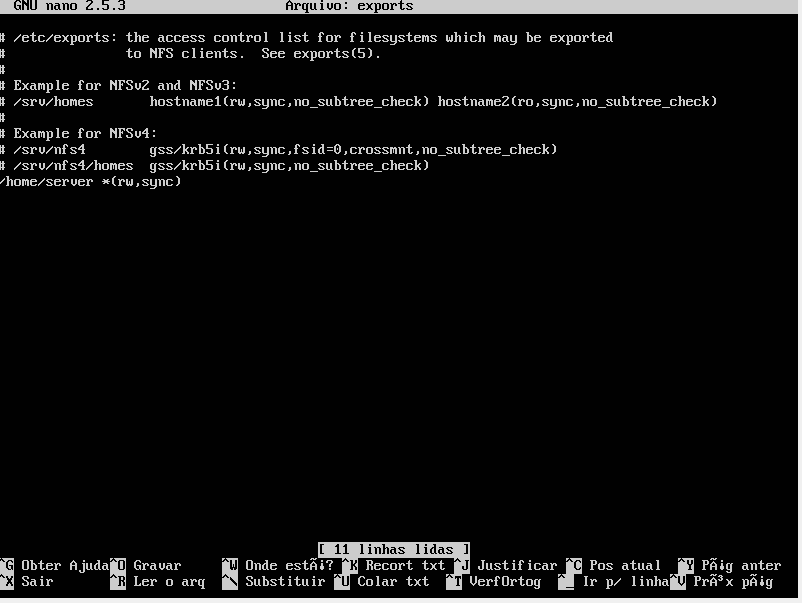 GNU nano 2.5.3 Arquivo: exports
# /etc/exports: the access control list for filesystems which may be exported
# to NFS clients. See exports(5).
#
# Example for NFSv2 and NFSv3:
# /srv/homes hostname1(rw,sync,no_subtree_check) hostname2(ro,sync,no_subtree_check)
#
# Example for NFSv4:
# /srv/nfs4 gss/krb5i(rw,sync,fsid=0,crossmnt,no_subtree_check)
# /srv/nfs4/homes gss/krb5i(rw,sync,no_subtree_check)
/home/server *(rw,sync)
[ 11 linhas lidas ]
^G Obter Ajuda ^O Gravar ^W Onde estÃ¡? ^K Recort txt ^J Justificar ^C Pos atual ^Y PÃ¡g anter
^X Sair ^R Ler o arq ^\ Substituir ^U Colar txt ^T VerfOrtog ^_ Ir p/ linha ^V PrÃ³x pÃ¡g